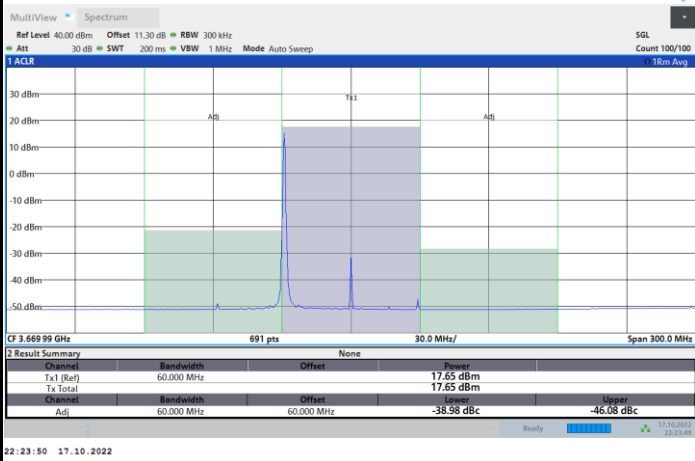 MultiView Spectrum
Ref Level 40.00 dBm Offset 11.30 dB RBW 300 kHz SGL
Att 30 dB SWT 200 ms VBW 1 MHz Mode Auto Sweep Count 100/100
1 ACLR 1Rm Avg
30 dBm
Tx1
20 dBm Adj Adj
10 dBm
0 dBm
-10 dBm
-20 dBm
-30 dBm
-40 dBm
-50 dBm
CF 3.669 99 GHz 691 pts 30.0 MHz/ Span 300.0 MHz
2 Result Summary None
Channel Bandwidth Offset Power
Tx1 (Ref) 60.000 MHz 17.65 dBm
Tx Total 17.65 dBm
Channel Bandwidth Offset Lower Upper
Adj 60.000 MHz 60.000 MHz -38.98 dBc -46.08 dBc
Ready 17.10.2022
22:23:49
22:23:50 17.10.2022